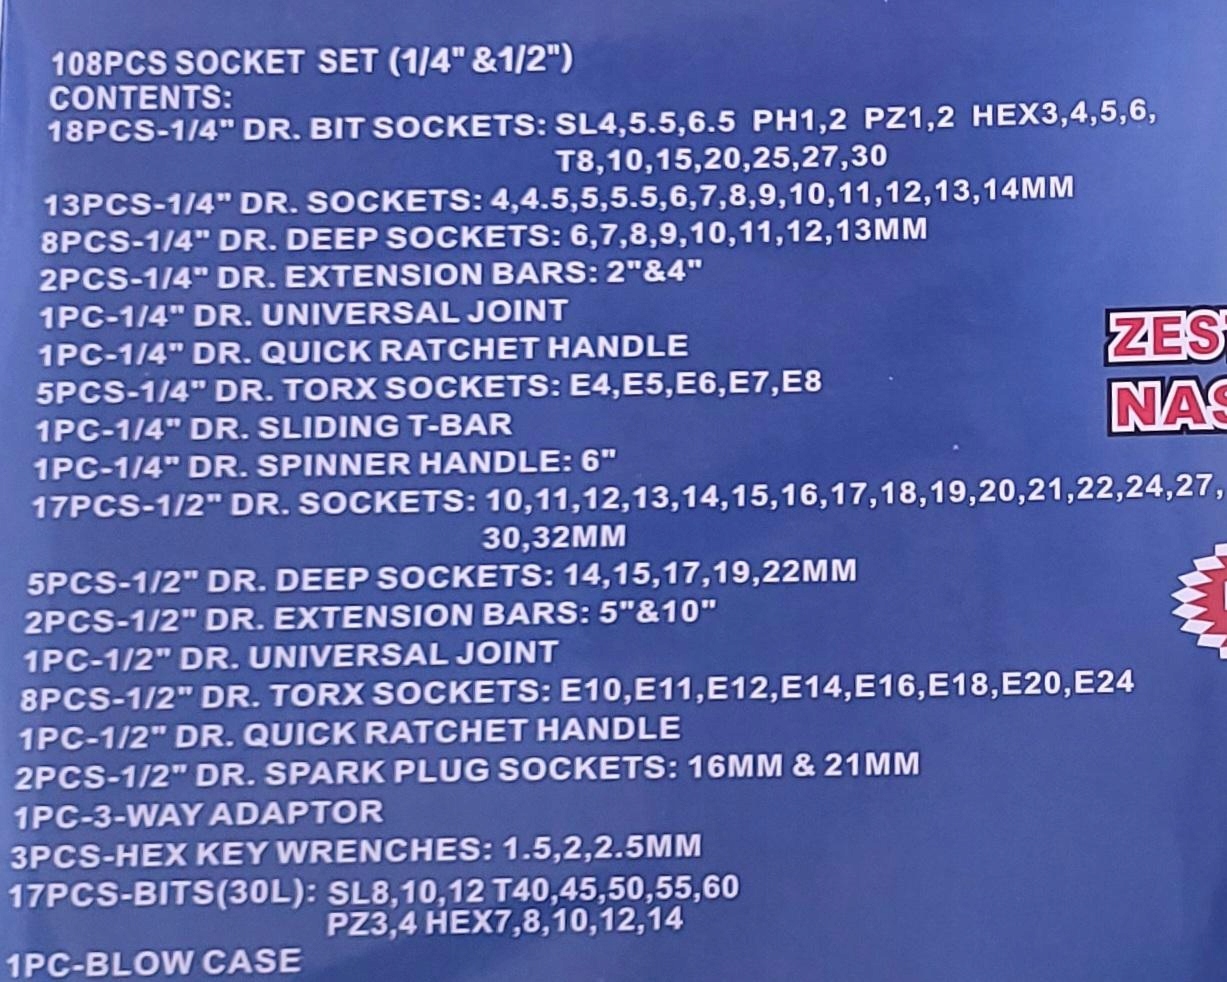 108PCS SOCKET SET (1/4" &1/2")
CONTENTS:
18PCS-1/4" DR. BIT SOCKETS: SL4,5.5,6.5 PH1,2 PZ1,2 HEX3,4,5,6,
T8,10,15,20,25,27,30
13PCS-1/4" DR. SOCKETS: 4,4.5,5,5.5,6,7,8,9,10,11,12,13,14MM
8PCS-1/4" DR. DEEP SOCKETS: 6,7,8,9,10,11,12,13MM
2PCS-1/4" DR. EXTENSION BARS: 2"&4"
1PC-1/4" DR. UNIVERSAL JOINT
1PC-1/4" DR. QUICK RATCHET HANDLE
5PCS-1/4" DR. TORX SOCKETS: E4,E5,E6,E7,E8
1PC-1/4" DR. SLIDING T-BAR
1PC-1/4" DR. SPINNER HANDLE: 6"
17PCS-1/2" DR. SOCKETS: 10,11,12,13,14,15,16,17,18,19,20,21,22,24,27,
30,32MM
5PCS-1/2" DR. DEEP SOCKETS: 14,15,17,19,22MM
2PCS-1/2" DR. EXTENSION BARS: 5"&10"
1PC-1/2" DR. UNIVERSAL JOINT
8PCS-1/2" DR. TORX SOCKETS: E10,E11,E12,E14,E16,E18,E20,E24
1PC-1/2" DR. QUICK RATCHET HANDLE
2PCS-1/2" DR. SPARK PLUG SOCKETS: 16MM & 21MM
1PC-3-WAY ADAPTOR
3PCS-HEX KEY WRENCHES: 1.5,2,2.5MM
17PCS-BITS(30L): SL8,10,12 T40,45,50,55,60
PZ3,4 HEX7,8,10,12,14
1PC-BLOW CASE
ZES
NAS